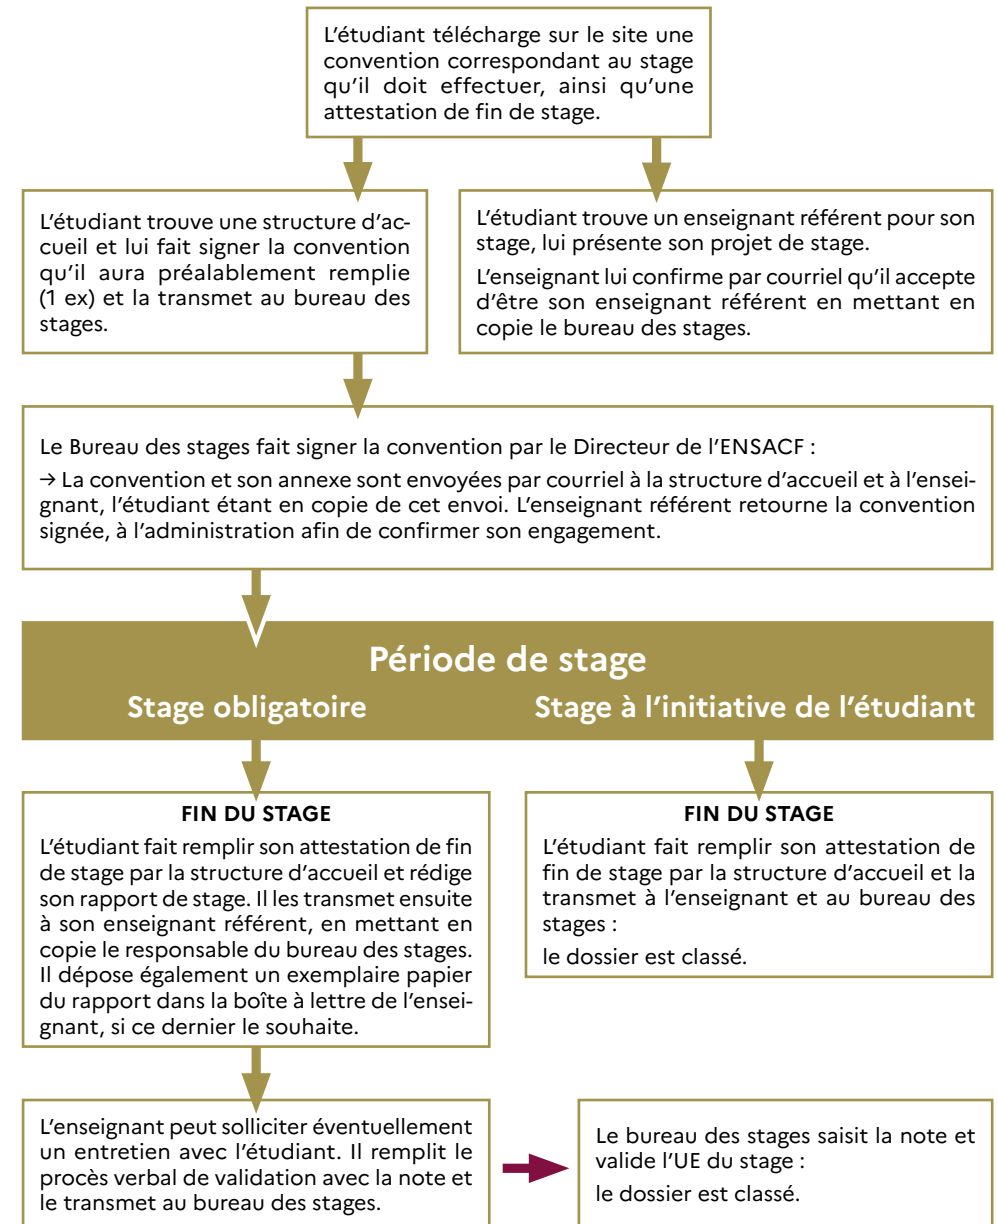 L’étudiant télécharge sur le site une
convention correspondant au stage
qu’il doit effectuer, ainsi qu’une
attestation de fin de stage.
L’étudiant trouve une structure d’ac-
cueil et lui fait signer la convention
qu’il aura préalablement remplie
(1 ex) et la transmet au bureau des
stages.
L’étudiant trouve un enseignant référent pour son
stage, lui présente son projet de stage.
L’enseignant lui confirme par courriel qu’il accepte
d’être son enseignant référent en mettant en
copie le bureau des stages.
Le Bureau des stages fait signer la convention par le Directeur de l’ENSACF :
→ La convention et son annexe sont envoyées par courriel à la structure d’accueil et à l’ensei-
gnant, l’étudiant étant en copie de cet envoi. L’enseignant référent retourne la convention
signée, à l’administration afin de confirmer son engagement.
Période de stage
Stage obligatoire
Stage à l’initiative de l’étudiant
FIN DU STAGE
L’étudiant fait remplir son attestation de fin
de stage par la structure d’accueil et rédige
son rapport de stage. Il les transmet ensuite
à son enseignant référent, en mettant en
copie le responsable du bureau des stages.
Il dépose également un exemplaire papier
du rapport dans la boîte à lettre de l’ensei-
gnant, si ce dernier le souhaite.
FIN DU STAGE
L’étudiant fait remplir son attestation de
fin de stage par la structure d’accueil et la
transmet à l’enseignant et au bureau des
stages :
le dossier est classé.
L’enseignant peut solliciter éventuellement
un entretien avec l’étudiant. Il remplit le
procès verbal de validation avec la note et
le transmet au bureau des stages.
Le bureau des stages saisit la note et
valide l’UE du stage :
le dossier est classé.